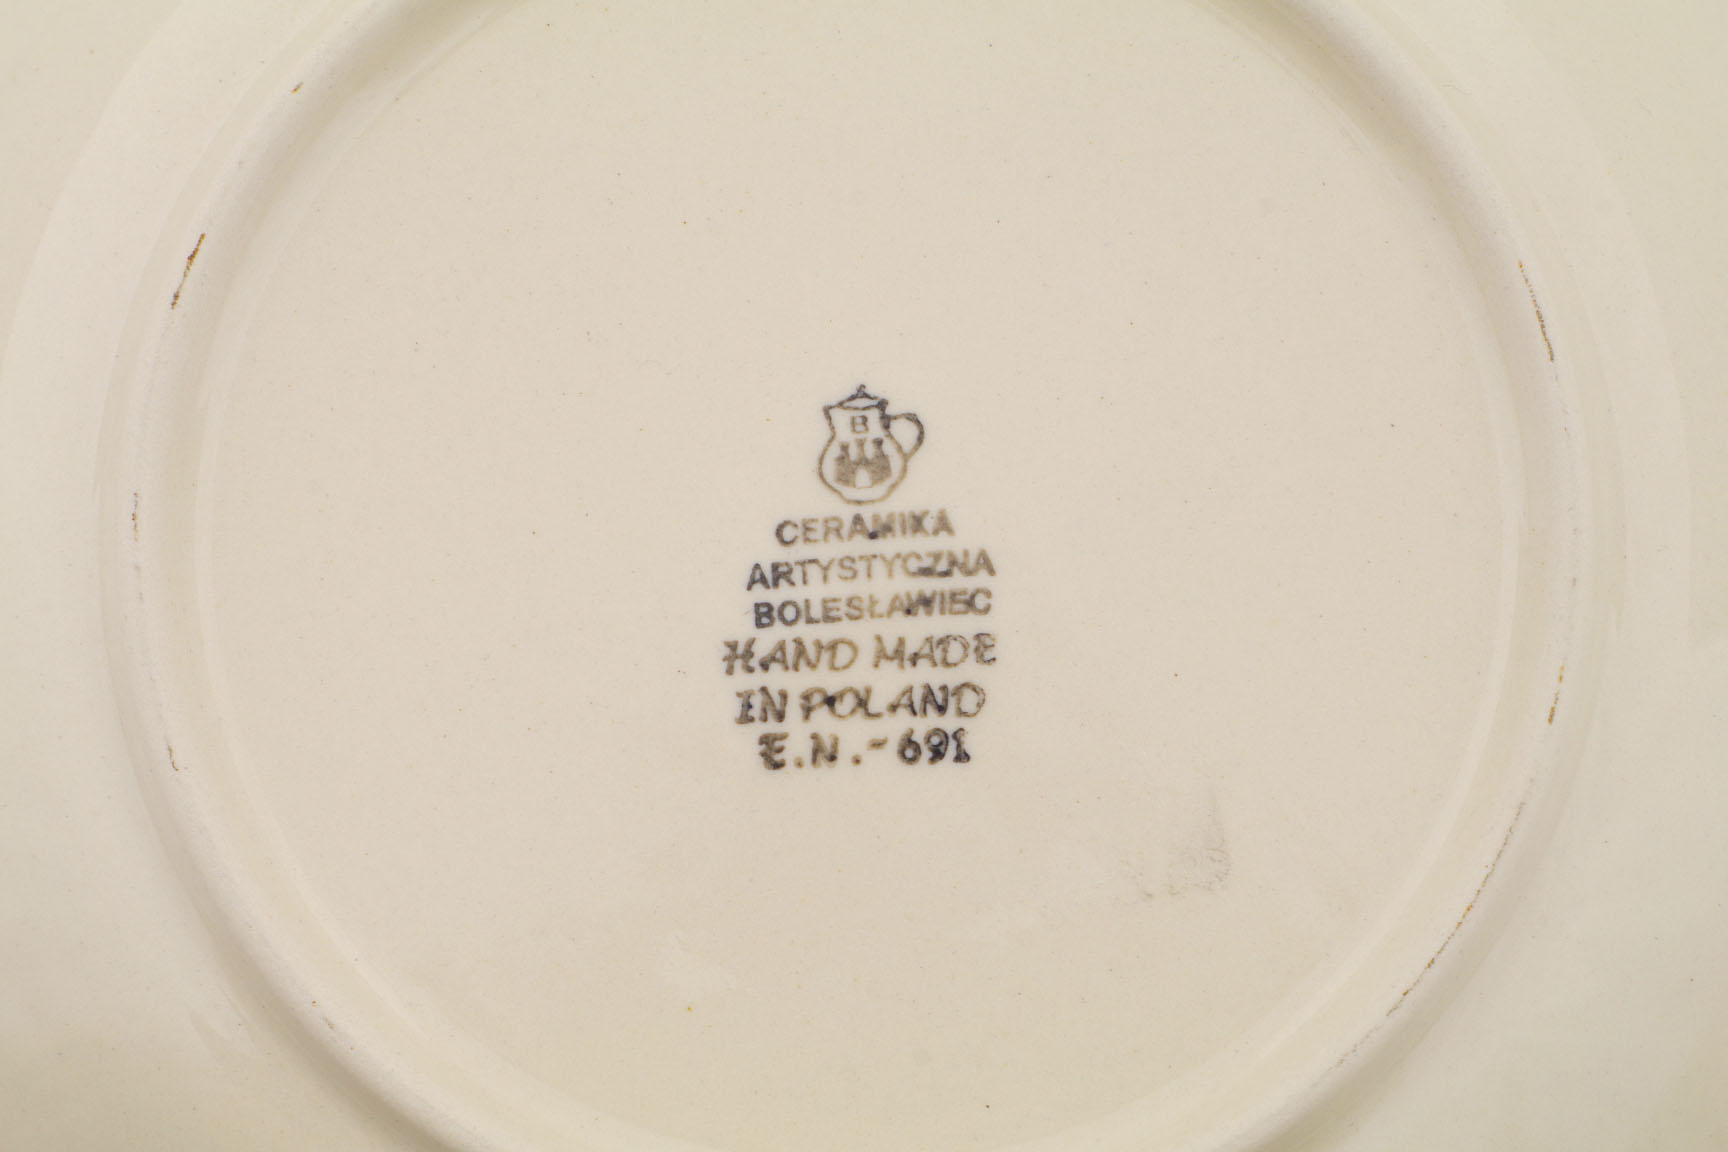 B
CERAMIKA
ARTYSTYCZNA
BOLESŁAWIEC
HAND MADE
IN POLAND
E.N.-691